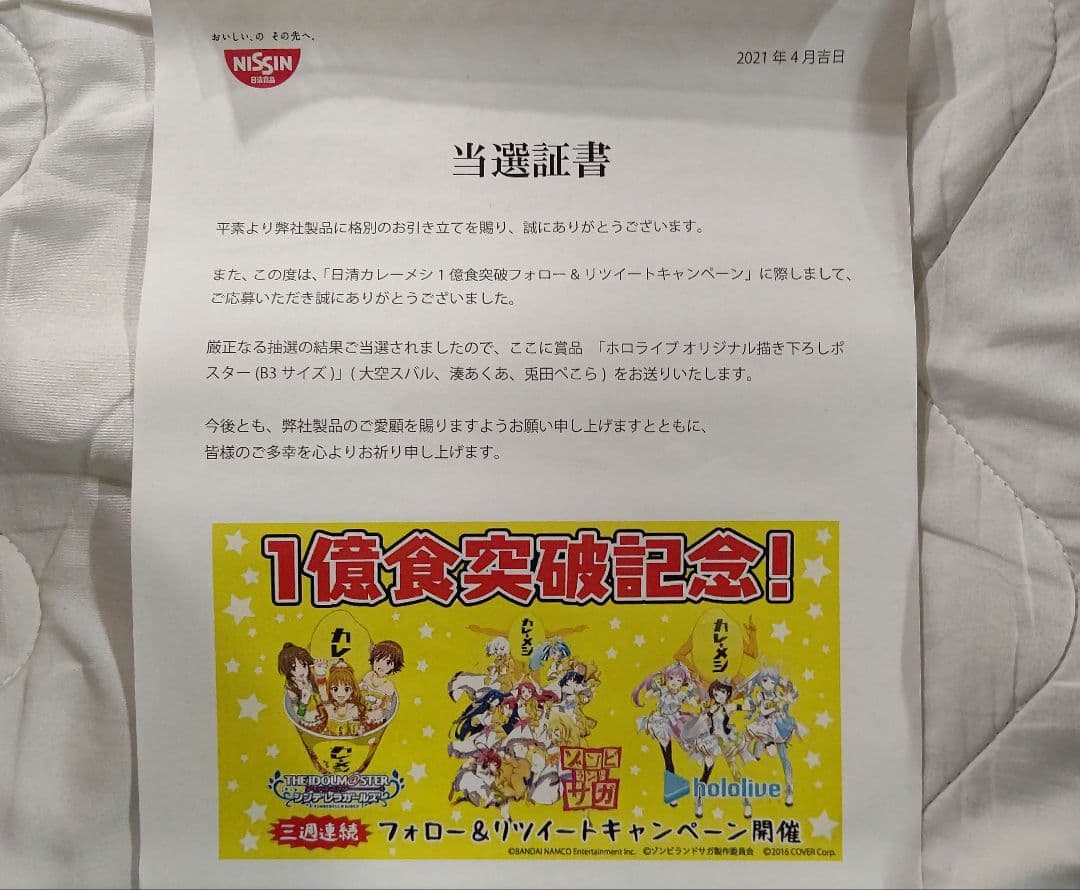 おいしい、の その先へ。
NISSIN
日清食品
2021 年 4 月吉日
当選証書
平素より弊社製品に格別のお引き立てを賜り、誠にありがとうございます。
また、この度は、「日清カレーメシ 1 億食突破フォロー & リツイートキャンペーン」に際しまして、
ご応募いただき誠にありがとうございました。
厳正なる抽選の結果ご当選されましたので、ここに賞品 「ホロライブ オリジナル描き下ろしポ
スター (B3 サイズ )」( 大空スバル、湊あくあ、兎田ぺこら ) をお送りいたします。
今後とも、弊社製品のご愛顧を賜りますようお願い申し上げますとともに、
皆様のご多幸を心よりお祈り申し上げます。
1億食突破記念!
カレー
カレーメシ
カレーメシ
THE IDOLM@STER
シンデレラガールズ
ゾンビ
ランド
サガ
hololive
三週連続 フォロー&リツイートキャンペーン開催
©BANDAI NAMCO Entertainment Inc. ©ゾンビランドサガ製作委員会 ©2016 COVER Corp.